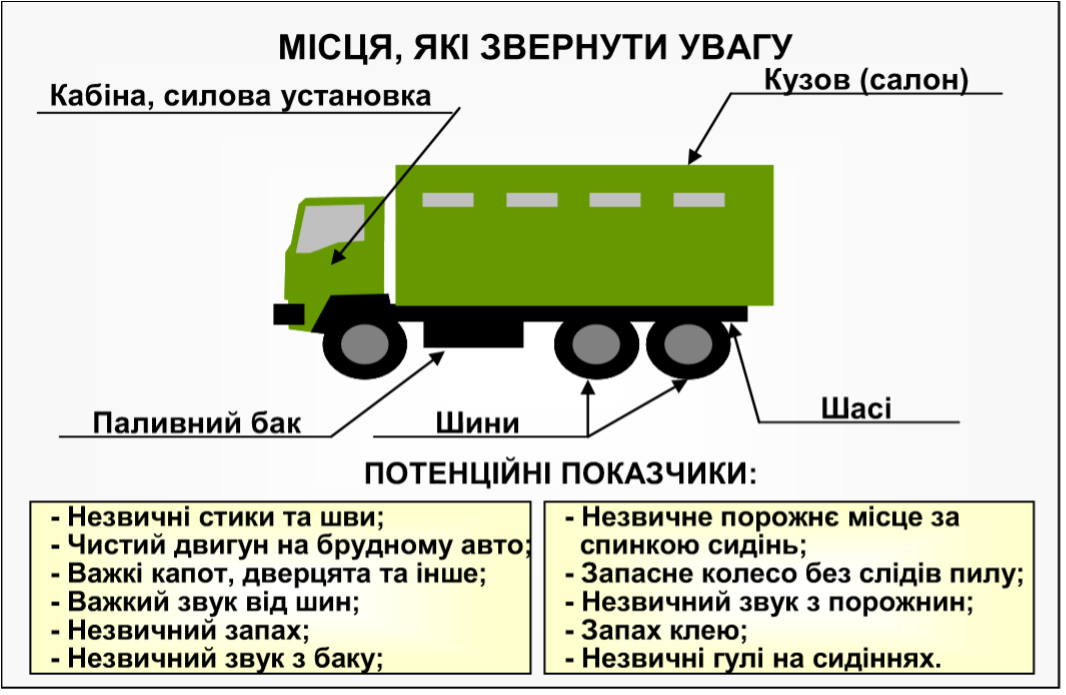 МІСЦЯ, ЯКІ ЗВЕРНУТИ УВАГУ
Кабіна, силова установка
Кузов (салон)
Паливний бак
Шини
Шасі
ПОТЕНЦІЙНІ ПОКАЗЧИКИ:
- Незвичні стики та шви;
- Чистий двигун на брудному авто;
- Важкі капот, дверцята та інше;
- Важкий звук від шин;
- Незвичний запах;
- Незвичний звук з баку;
- Незвичне порожнє місце за
спинкою сидінь;
- Запасне колесо без слідів пилу;
- Незвичний звук з порожнин;
- Запах клею;
- Незвичні гулі на сидіннях.